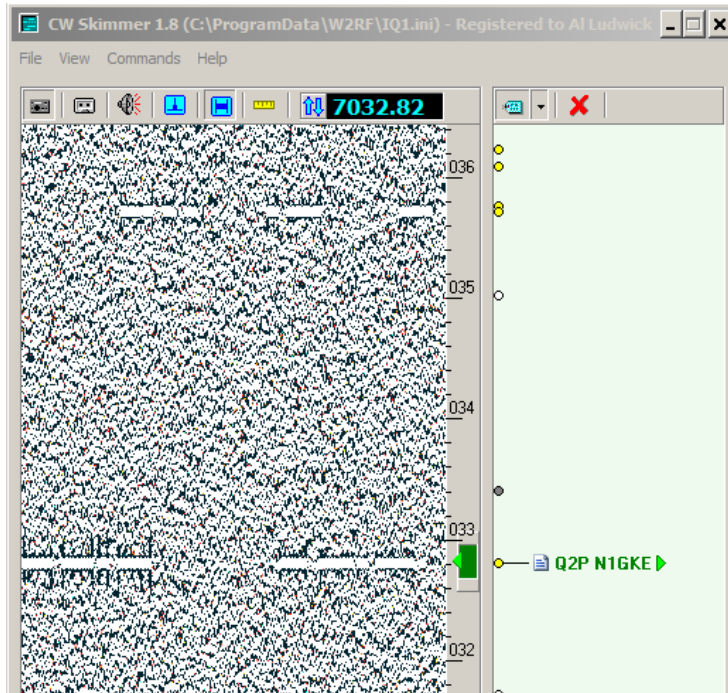 CW Skimmer 1.8 (C:\ProgramData\W2RF\IQ1.ini) - Registered to Al Ludwick
File View Commands Help
7032.82
036
035
034
033
Q2P N1GKE
032